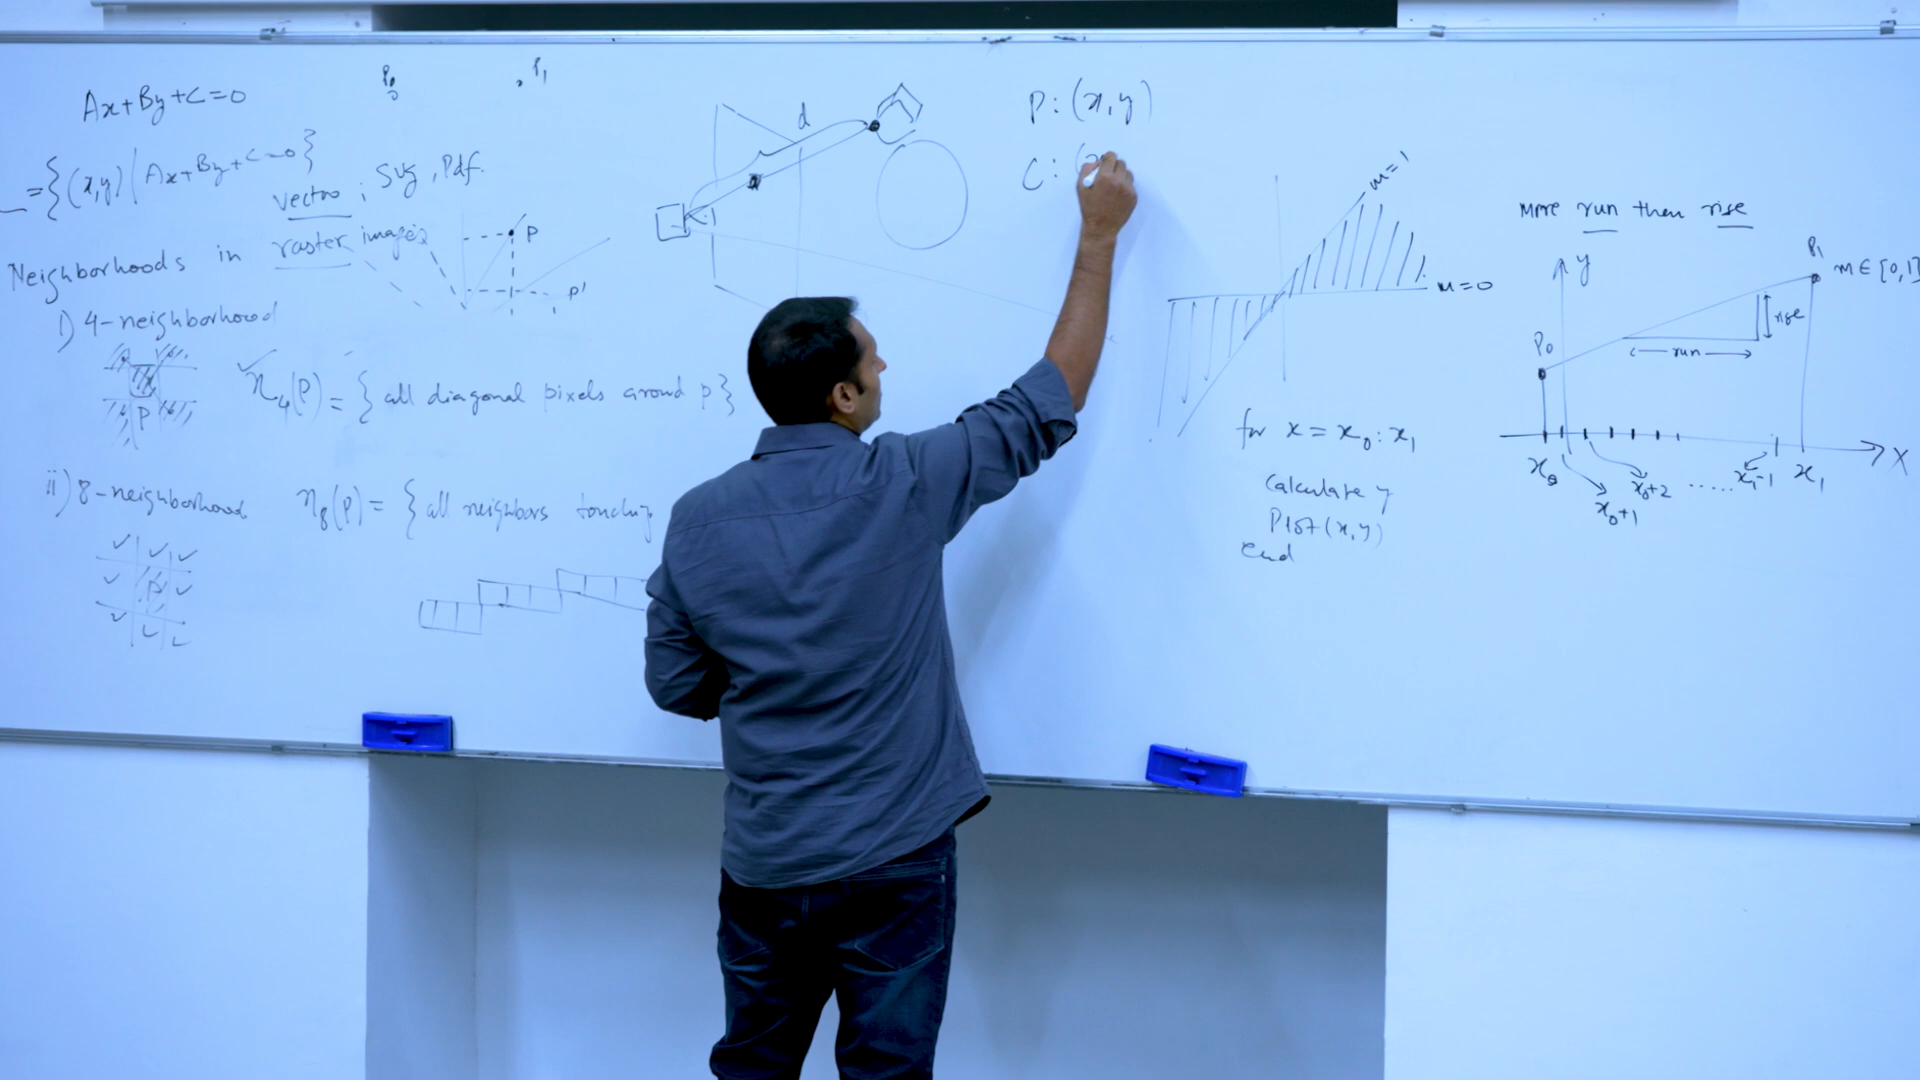 Ax+By+C=0
={(x,y)|Ax+By+C=0}
P0
P1
vector; SVG, Pdf.
Neighborhoods in raster images
i) 4-neighborhood
P
n4(P) = {all diagonal pixels around p}
ii) 8-neighborhood
P
n8(P) = {all neighbors touching
P
P'
d
P:(x,y)
C:(x
m=1
m=0
for x = x0:x1
Calculate y
Plot(x,y)
end
more run then rise
y
P1
m∈[0,1]
rise
run
P0
x0
x0+1
x0+2
.....
x1-1
x1
X